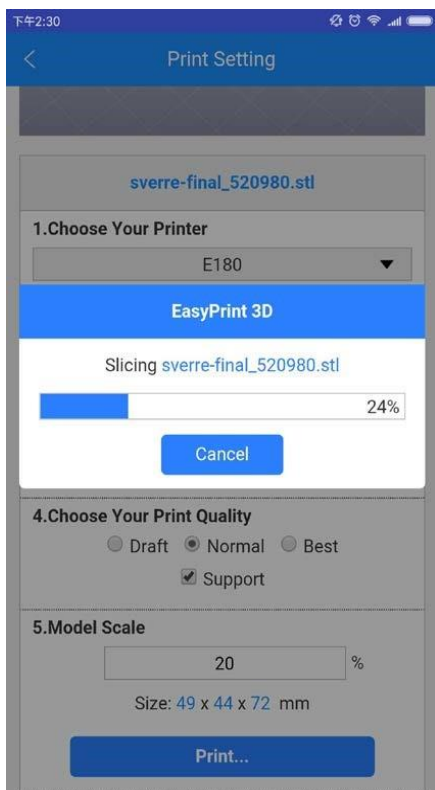 下午2:30
Print Setting
sverre-final_520980.stl
1.Choose Your Printer
E180
EasyPrint 3D
Slicing sverre-final_520980.stl
24%
Cancel
4.Choose Your Print Quality
Draft Normal Best
Support
5.Model Scale
20 %
Size: 49 x 44 x 72 mm
Print...